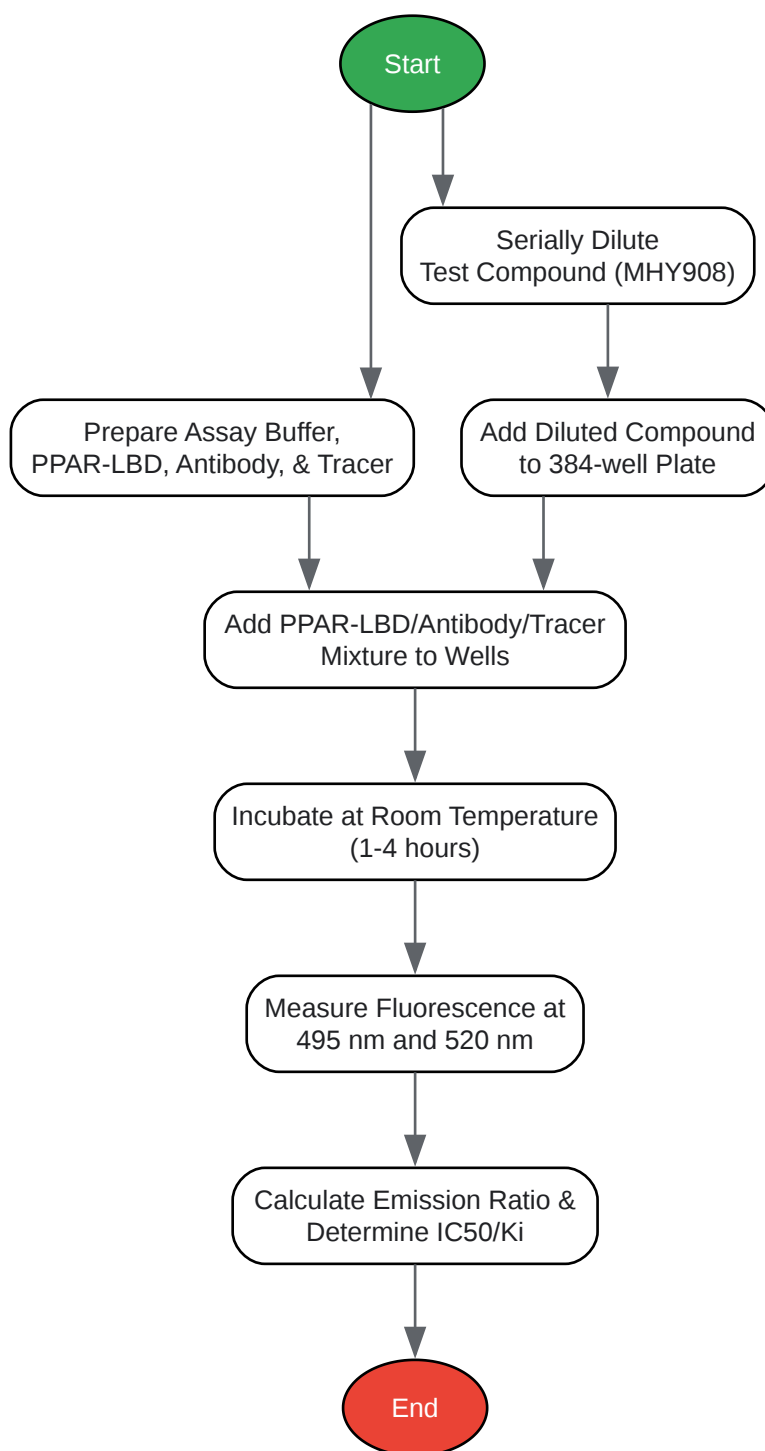 Start
Serially Dilute
Test Compound (MHY908)
Prepare Assay Buffer,
PPAR-LBD, Antibody, & Tracer
Add Diluted Compound
to 384-well Plate
Add PPAR-LBD/Antibody/Tracer
Mixture to Wells
Incubate at Room Temperature
(1-4 hours)
Measure Fluorescence at
495 nm and 520 nm
Calculate Emission Ratio &
Determine IC50/Ki
End